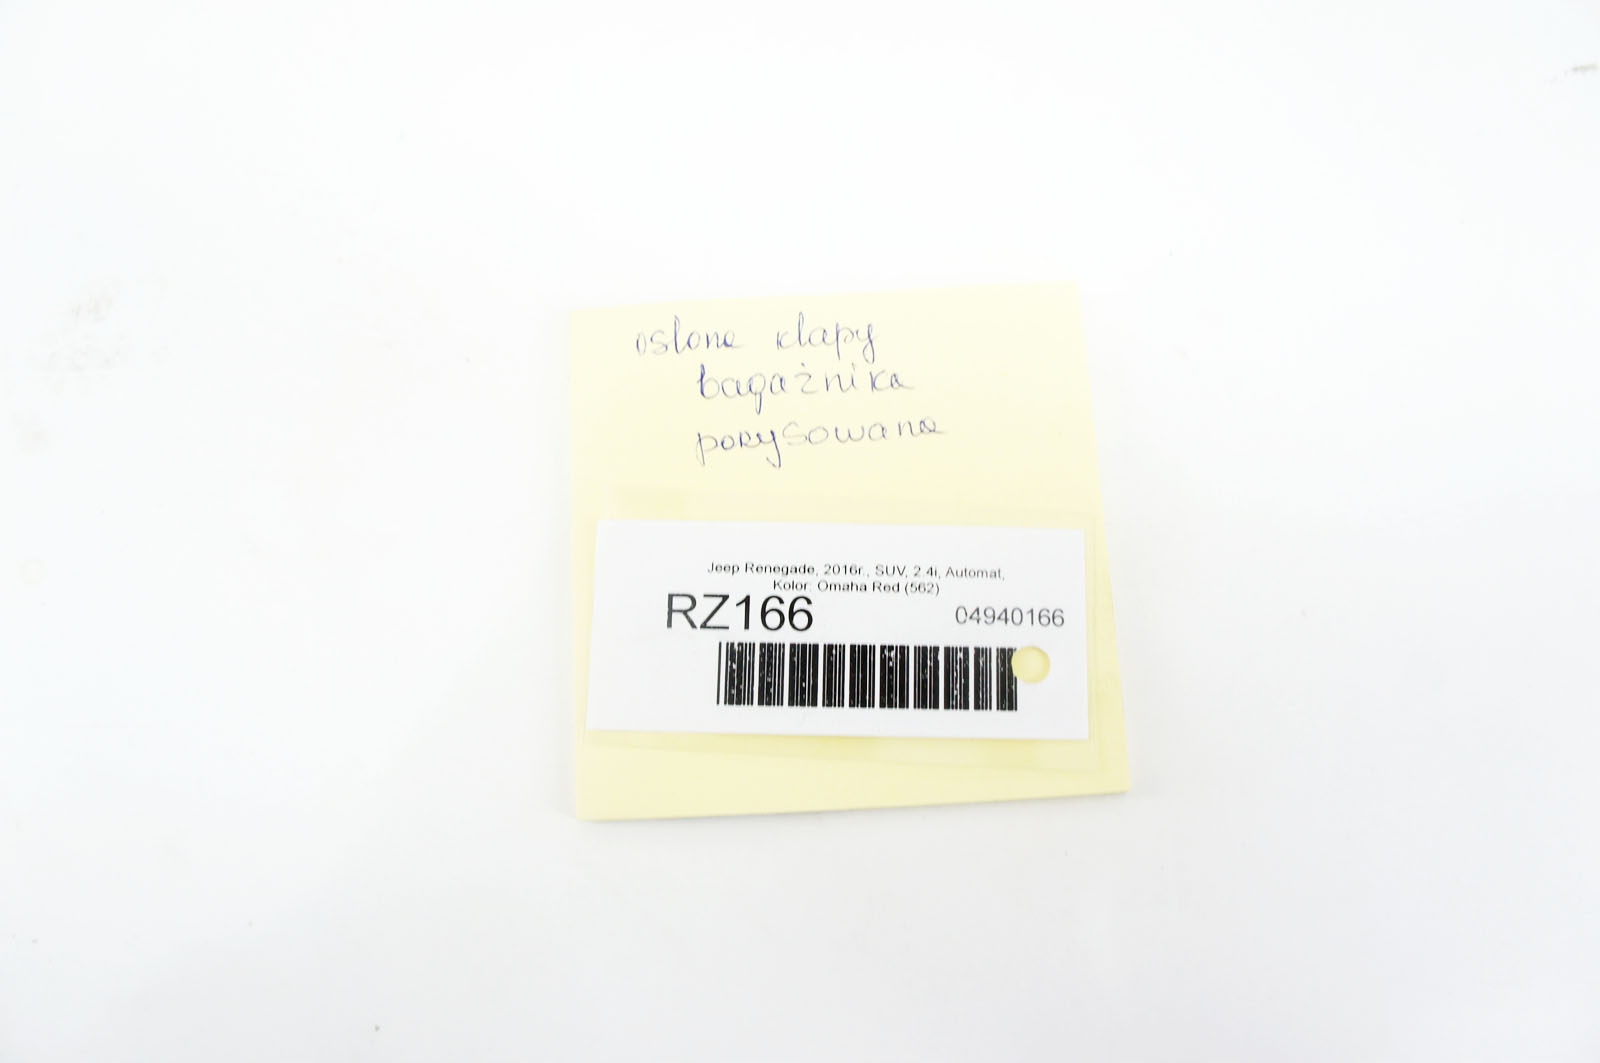 osłona klapy
bagażnika
porysowana
Jeep Renegade, 2016r., SUV, 2.4i, Automat,
Kolor: Omaha Red (562)
RZ166
04940166